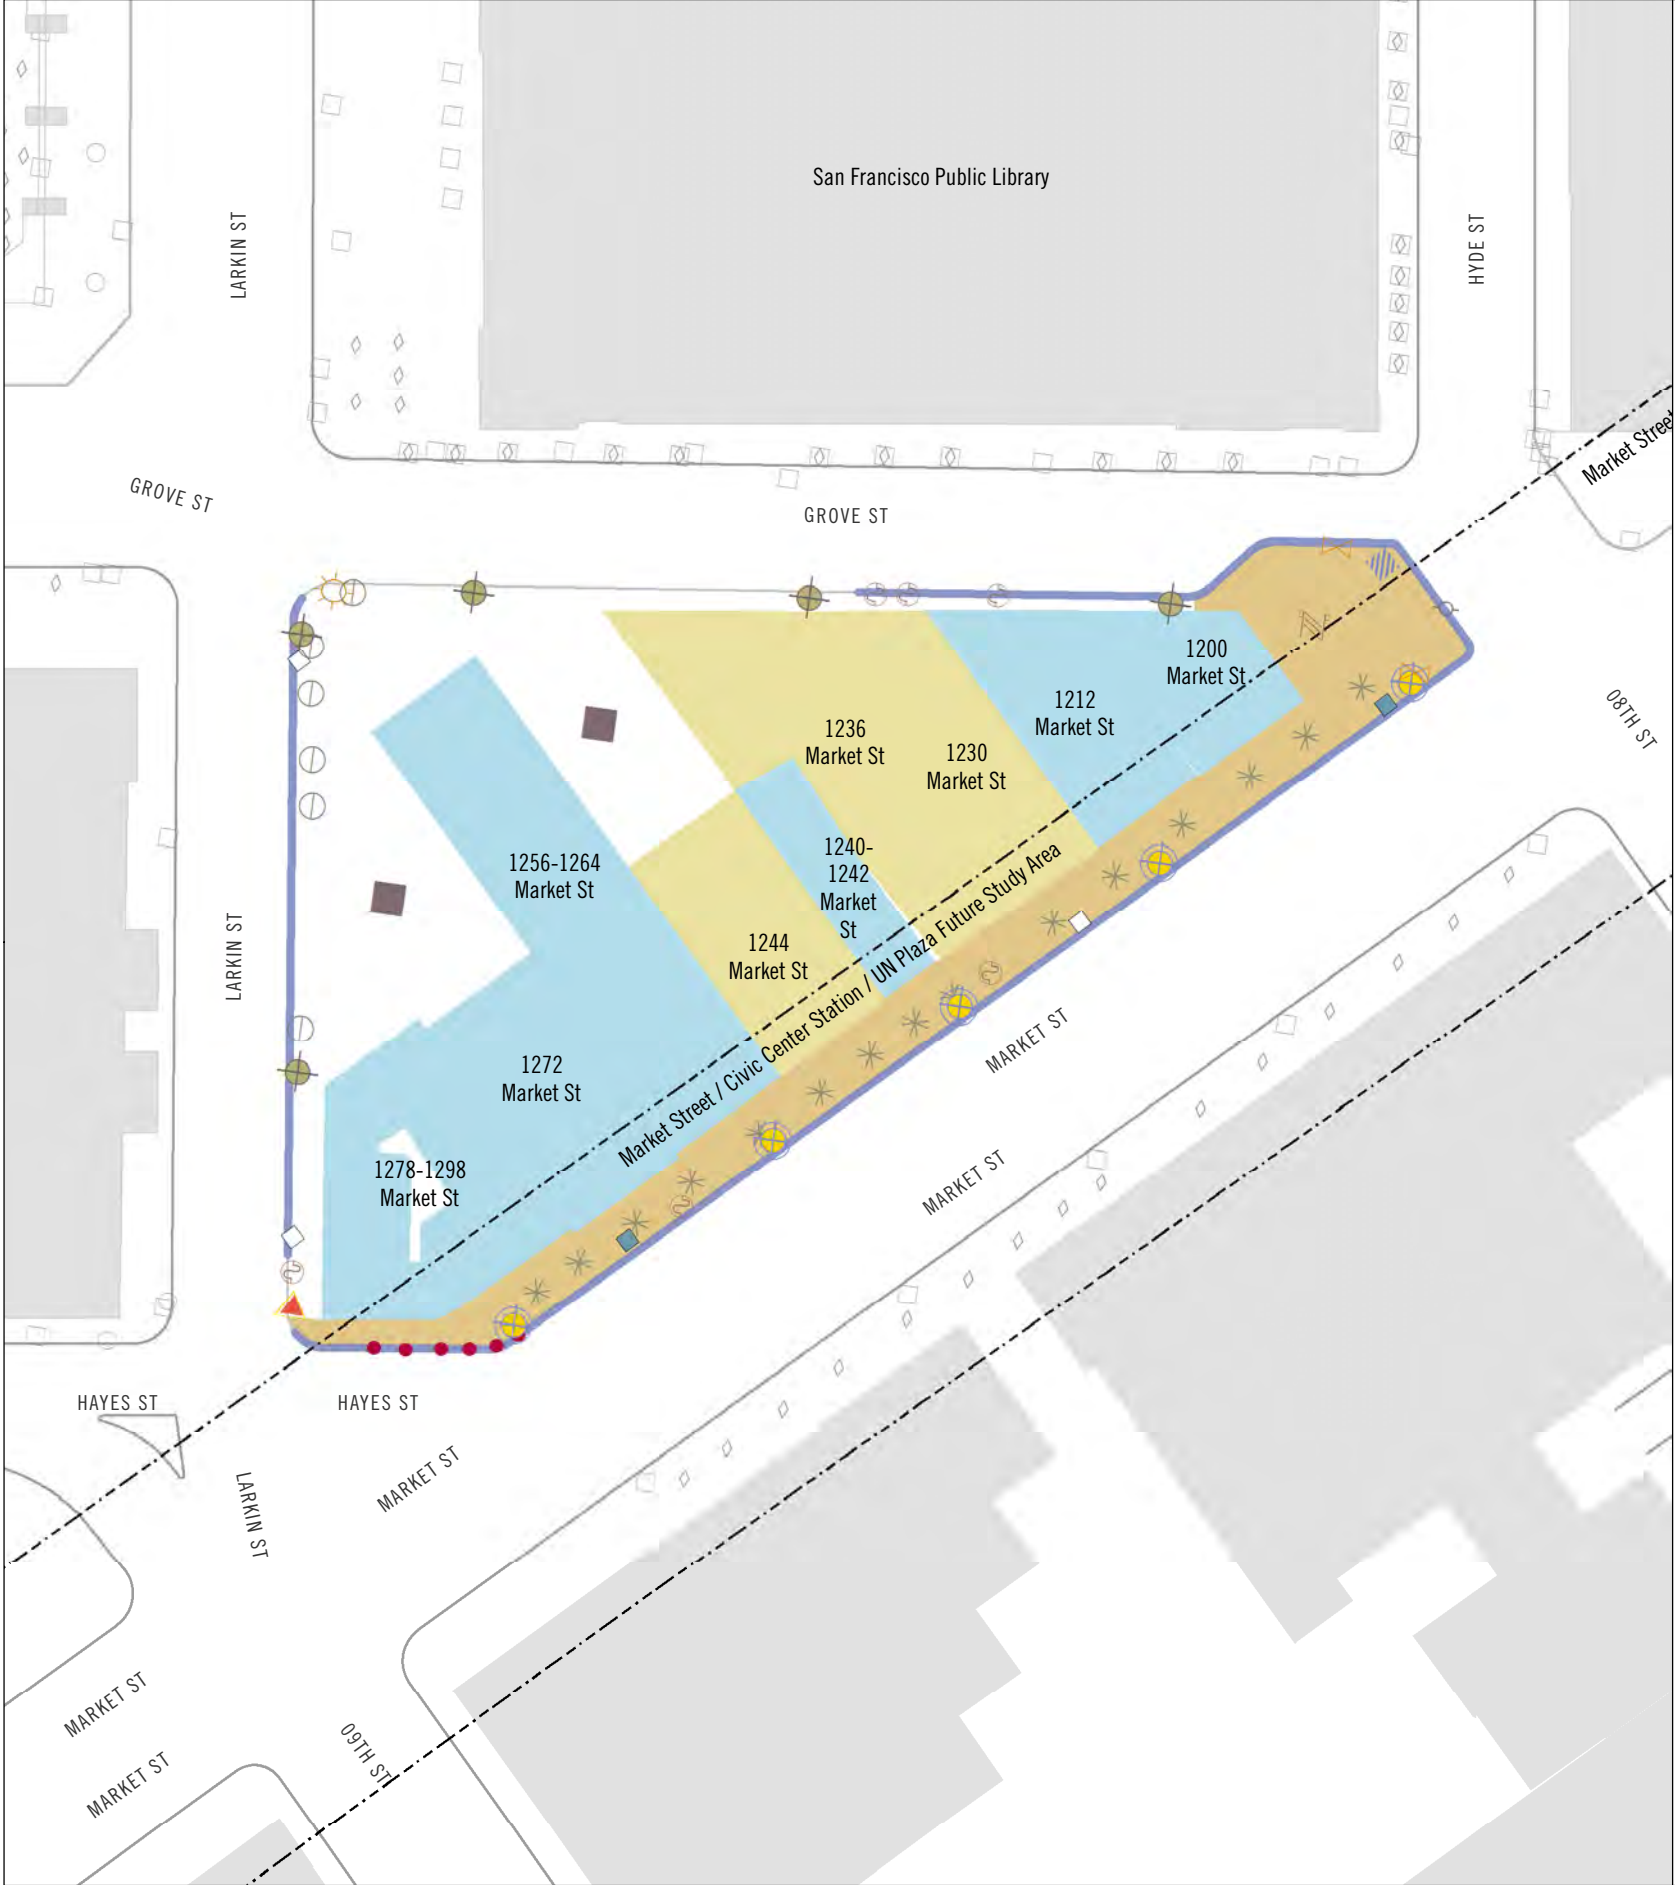 San Francisco Public Library
LARKIN ST
HYDE ST
Market Street
GROVE ST
GROVE ST
1200
Market St
1212
Market St
1236
Market St
1230
Market St
08TH ST
1240-
1242
Market
St
1256-1264
Market St
1244
Market St
LARKIN ST
Market Street / Civic Center Station / UN Plaza Future Study Area
MARKET ST
1272
Market St
1278-1298
Market St
MARKET ST
HAYES ST
HAYES ST
MARKET ST
LARKIN ST
MARKET ST
09TH ST
MARKET ST